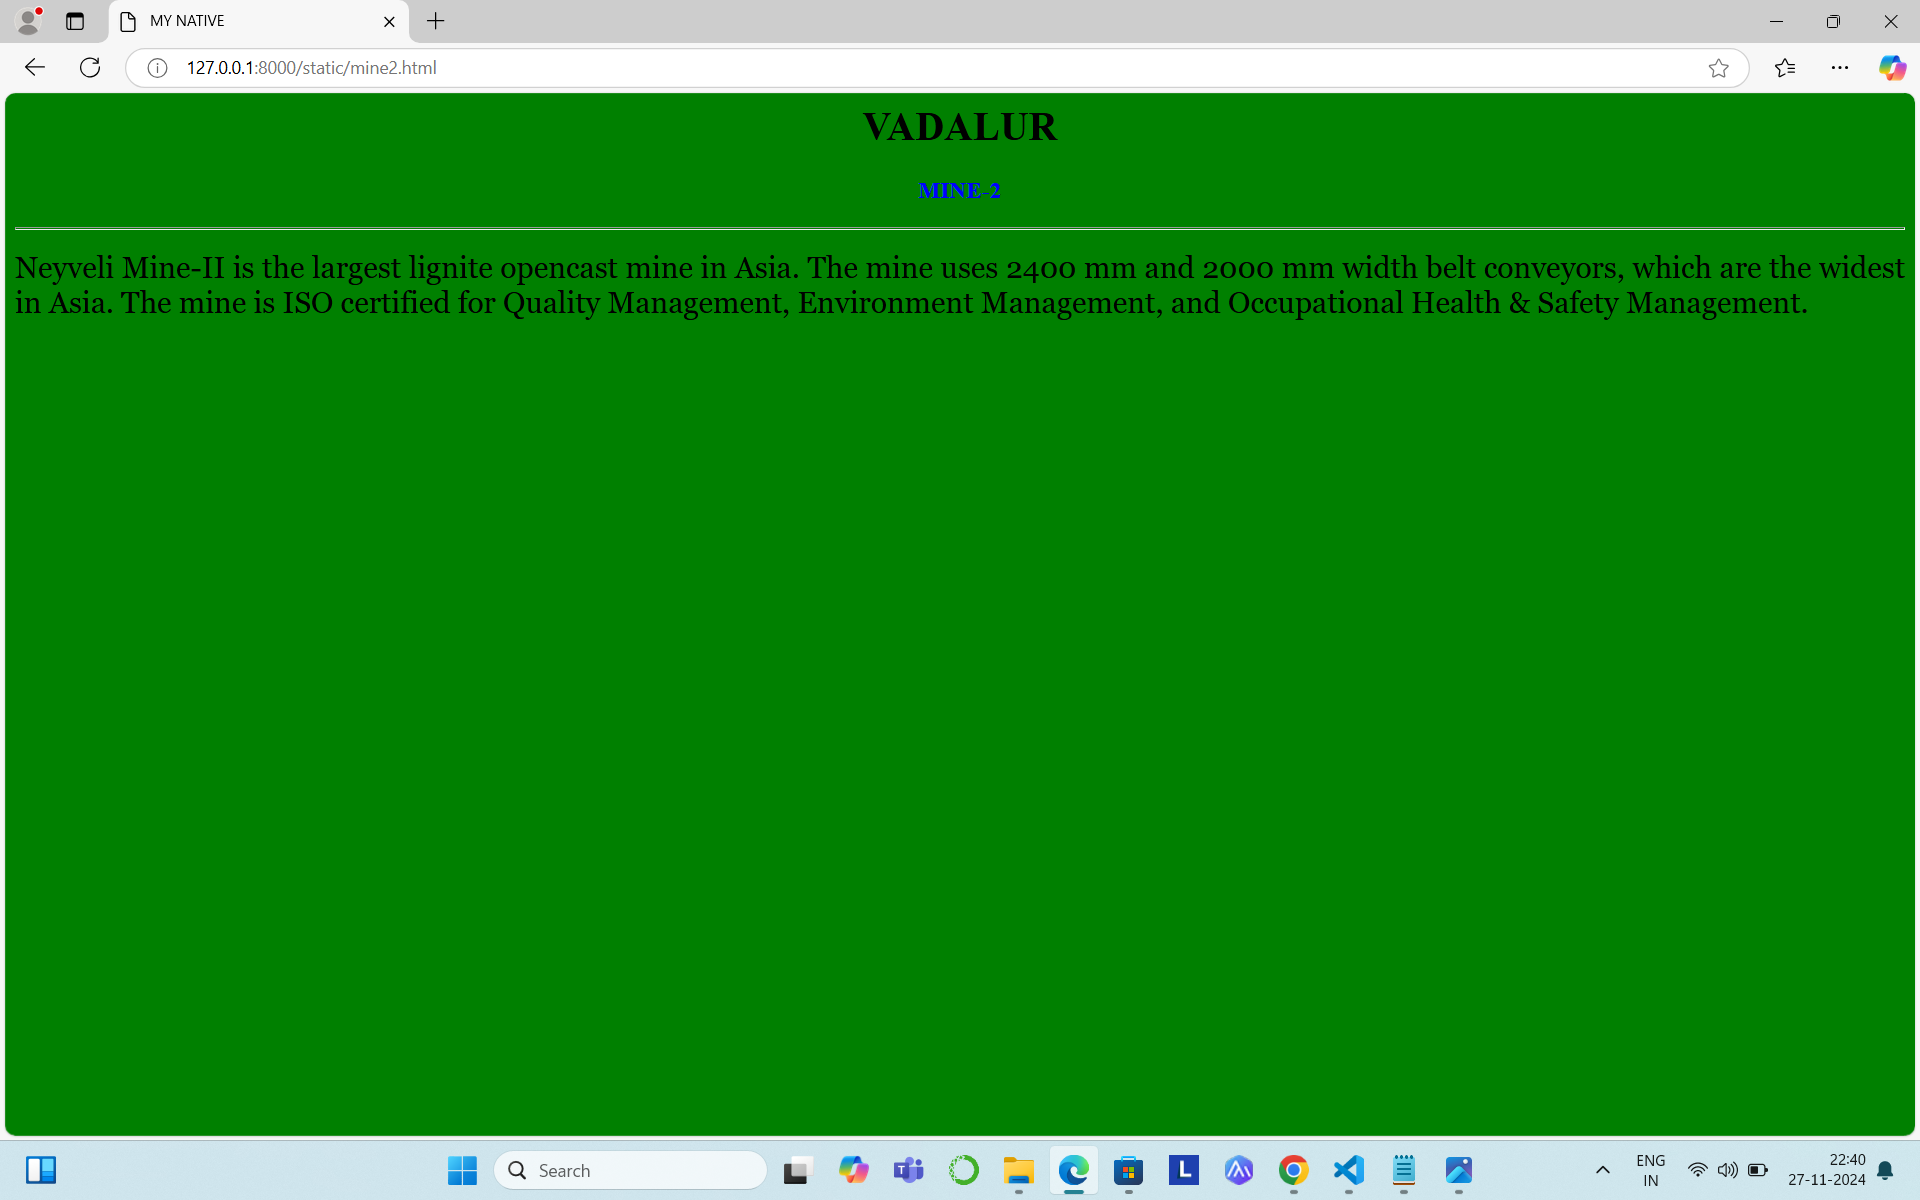 MY NATIVE
127.0.0.1:8000/static/mine2.html
VADALUR
MINE-2
Neyveli Mine-II is the largest lignite opencast mine in Asia. The mine uses 2400 mm and 2000 mm width belt conveyors, which are the widest
in Asia. The mine is ISO certified for Quality Management, Environment Management, and Occupational Health & Safety Management.
Search
L
ENG
IN
22:40
27-11-2024